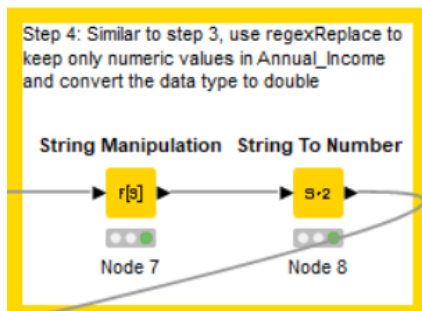 Step 4: Similar to step 3, use regexReplace to
keep only numeric values in Annual_Income
and convert the data type to double
String Manipulation String To Number
F[S] S→2
Node 7 Node 8